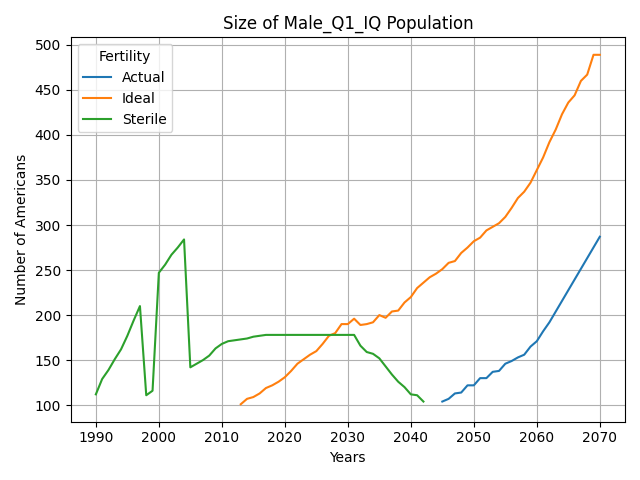 Size of Male_Q1_IQ Population
Fertility
Actual
Ideal
Sterile
500
450
400
350
300
250
200
150
100
Number of Americans
1990 2000 2010 2020 2030 2040 2050 2060 2070
Years